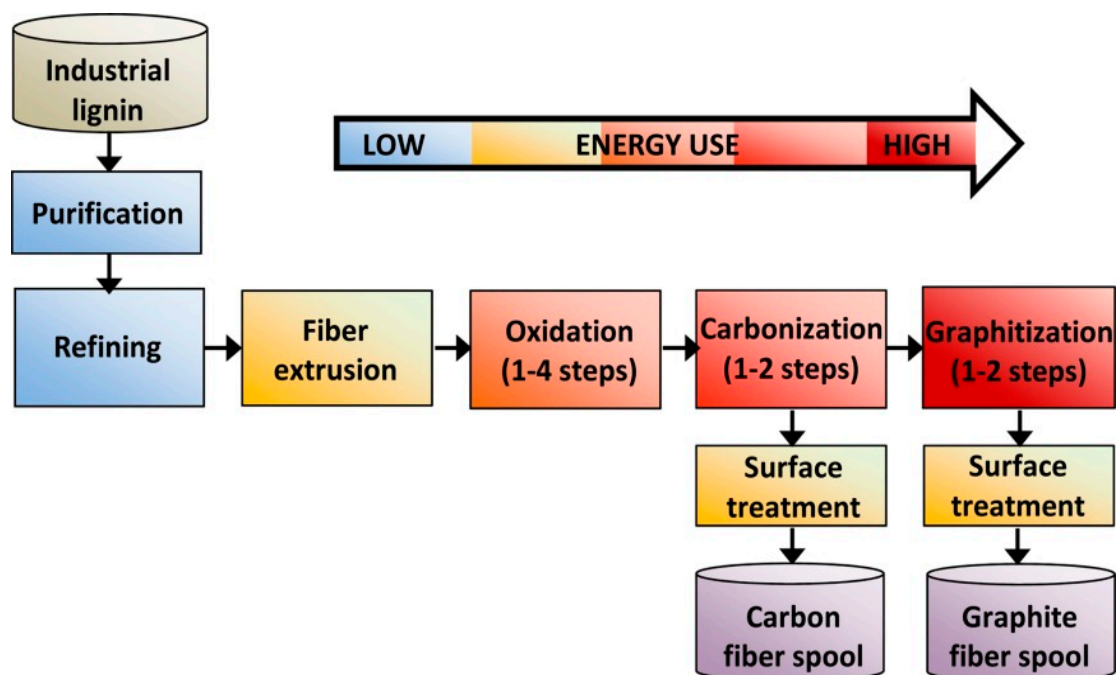 Industrial
lignin
LOW ENERGY USE HIGH
Purification
Refining
Fiber
extrusion
Oxidation
(1-4 steps)
Carbonization
(1-2 steps)
Graphitization
(1-2 steps)
Surface
treatment
Surface
treatment
Carbon
fiber spool
Graphite
fiber spool